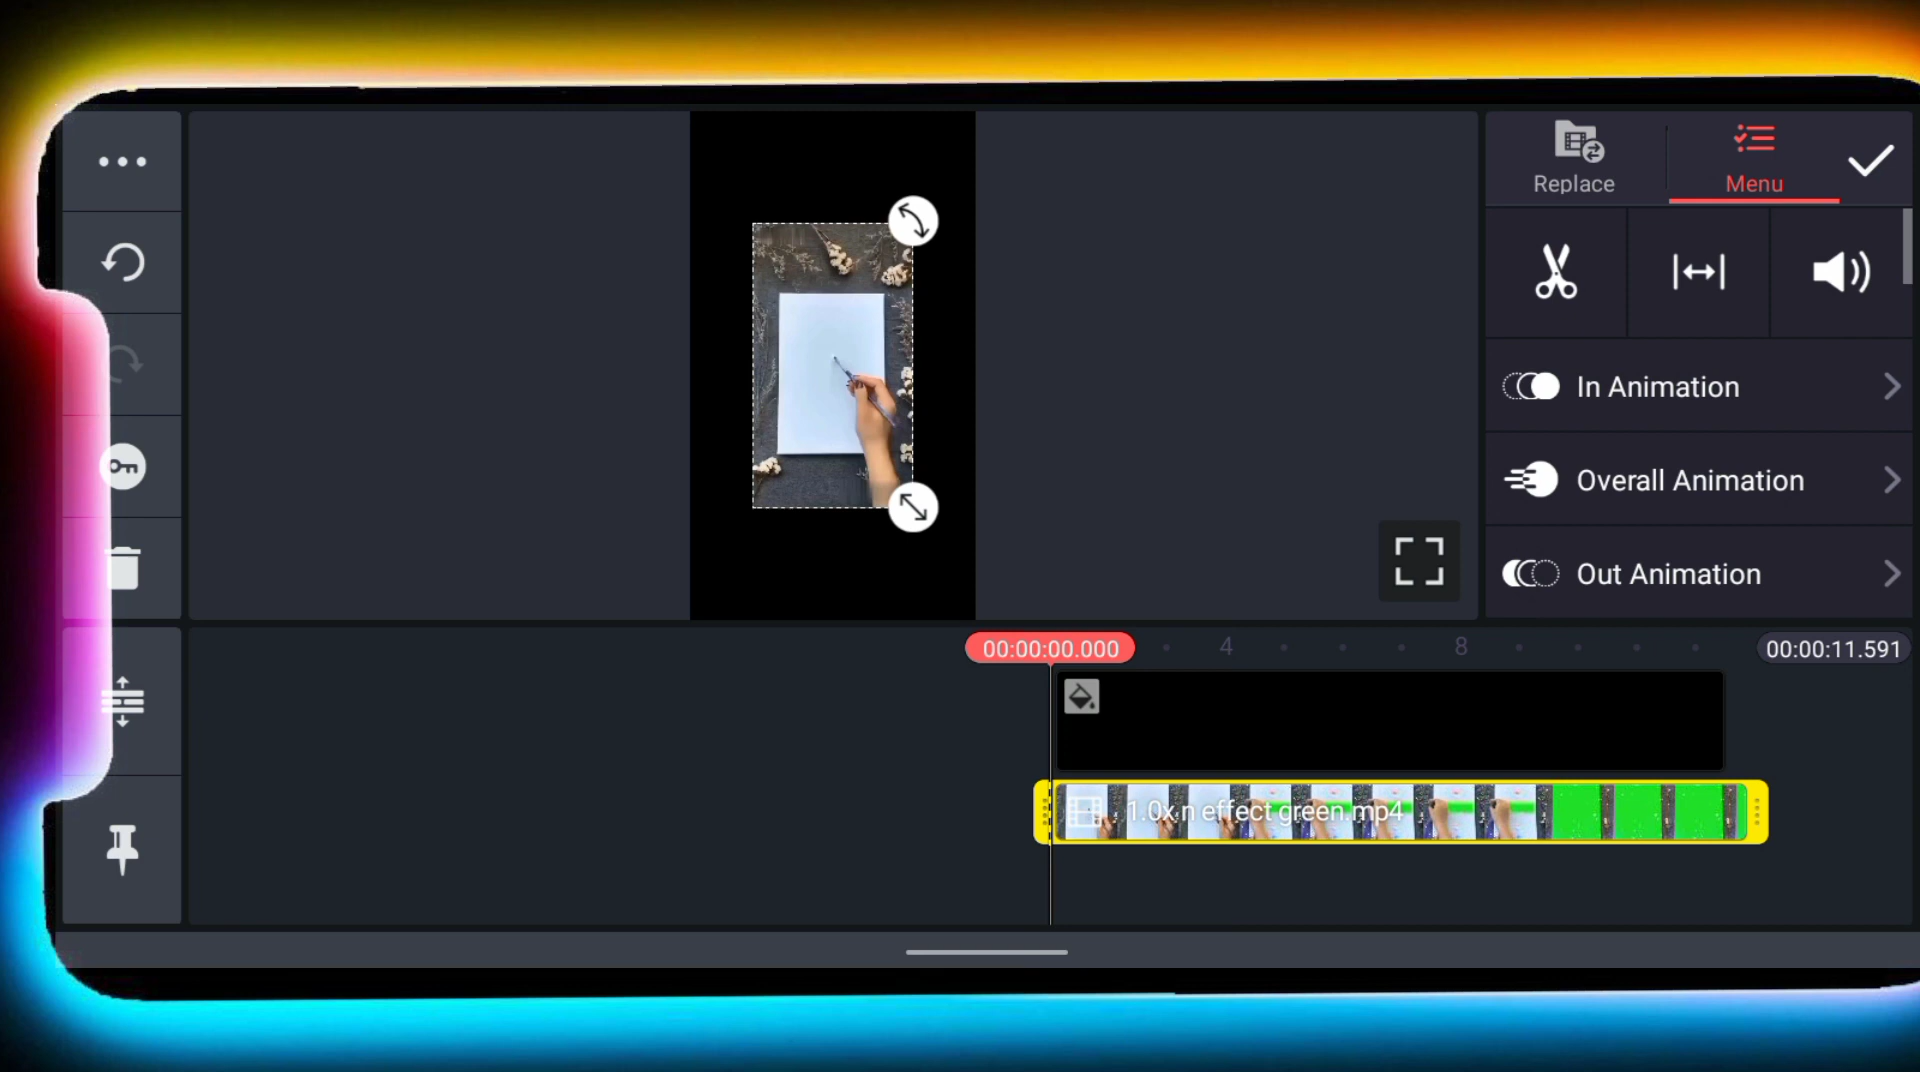 Replace
Menu
In Animation
Overall Animation
Out Animation
00:00:00.000
4
8
00:00:11.591
1.0x n effect green.mp4